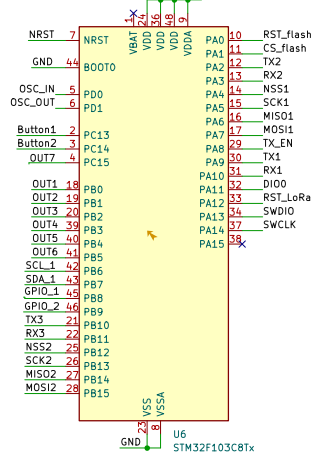 1 24 36 48 9
VBAT VDD VDD VDD VDDA
NRST 7 NRST PA0 10 RST_flash
PA1 11 CS_flash
GND 44 BOOT0 PA2 12 TX2
PA3 13 RX2
OSC_IN 5 PD0 PA4 14 NSS1
OSC_OUT 6 PD1 PA5 15 SCK1
PA6 16 MISO1
Button1 2 PC13 PA7 17 MOSI1
Button2 3 PC14 PA8 29 TX_EN
OUT7 4 PC15 PA9 30 TX1
PA10 31 RX1
OUT1 18 PB0 PA11 32 DIO0
OUT2 19 PB1 PA12 33 RST_LoRa
OUT3 20 PB2 PA13 34 SWDIO
OUT4 39 PB3 PA14 37 SWCLK
OUT5 40 PB4 PA15 38
OUT6 41 PB5
SCL_1 42 PB6
SDA_1 43 PB7
GPIO_1 45 PB8
GPIO_2 46 PB9
TX3 21 PB10
RX3 22 PB11
NSS2 25 PB12
SCK2 26 PB13
MISO2 27 PB14
MOSI2 28 PB15
VSS VSSA
23 8
GND
U6
STM32F103C8Tx